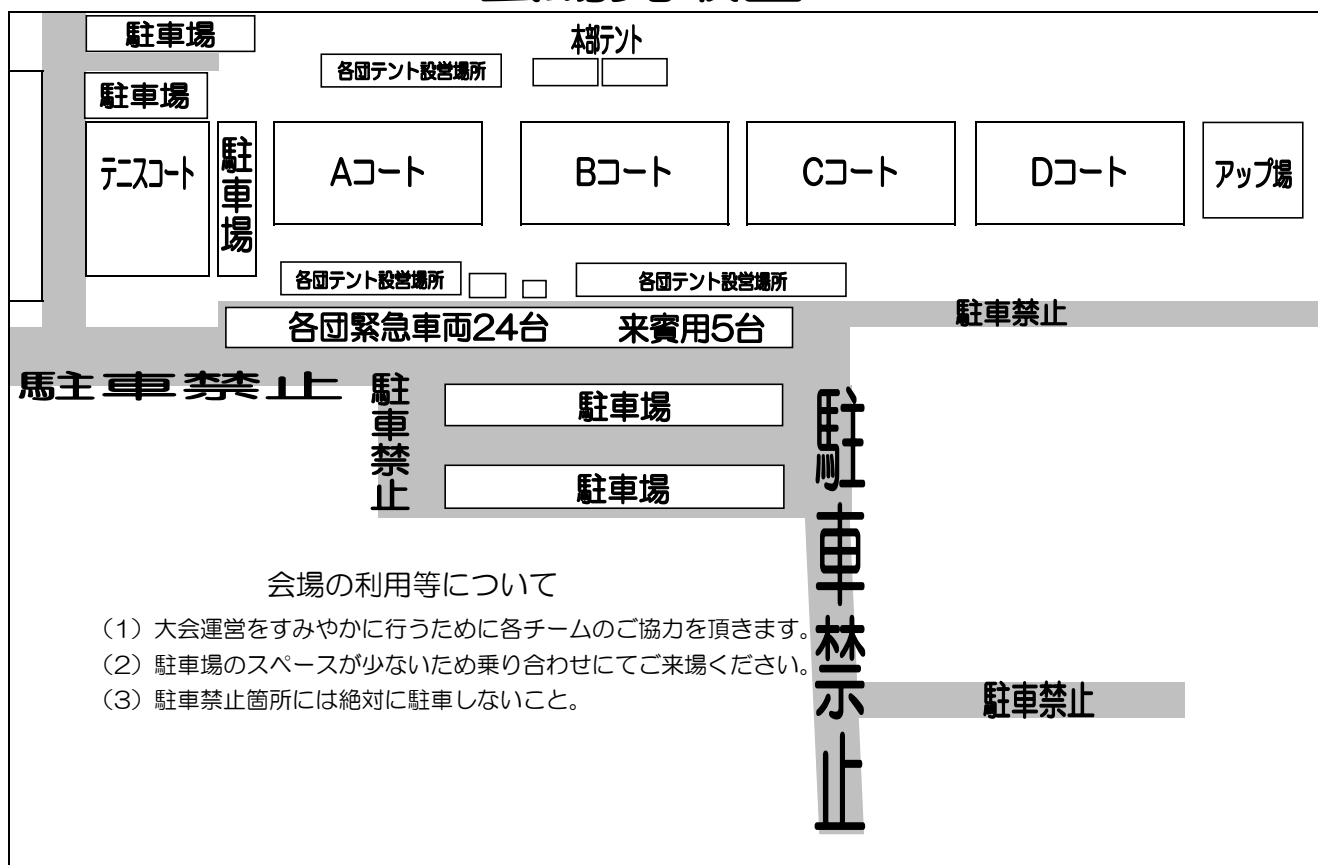 駐車場
本部テント
各団テント設営場所
駐車場
テニスコート
駐車場
Aコート
Bコート
Cコート
Dコート
アップ場
各団テント設営場所
各団テント設営場所
各団緊急車両24台 来賓用5台
駐車禁止
駐車禁止
駐車禁止
駐車場
駐車場
駐車禁止
会場の利用等について
（1）大会運営をすみやかに行うために各チームのご協力を頂きます。
（2）駐車場のスペースが少ないため乗り合わせにてご来場ください。
（3）駐車禁止箇所には絶対に駐車しないこと。
駐車禁止